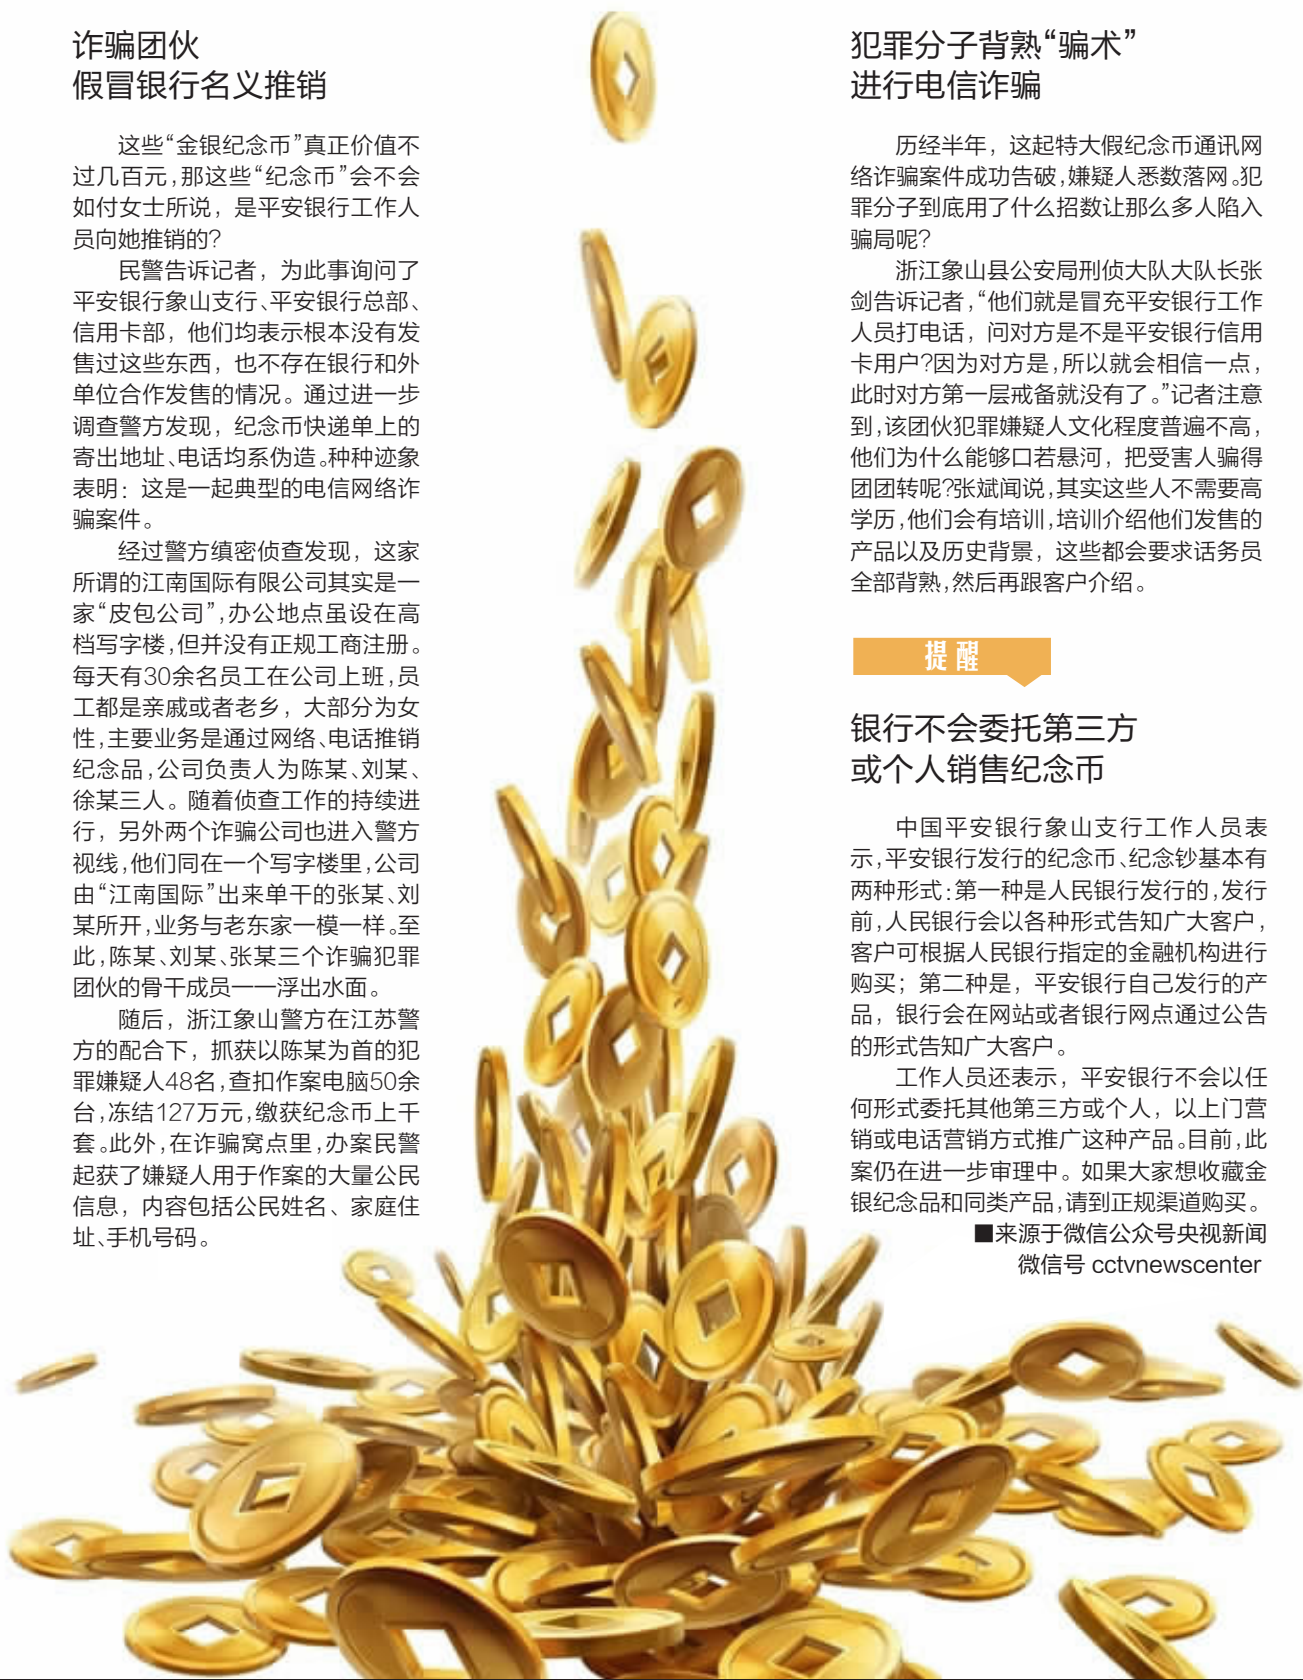 诈骗团伙
假冒银行名义推销
这些“金银纪念币”真正价值不
过几百元,那这些“纪念币”会不会
如付女士所说，是平安银行工作人
员向她推销的?
民警告诉记者，为此事询问了
平安银行象山支行、平安银行总部、
信用卡部，他们均表示根本没有发
售过这些东西，也不存在银行和外
单位合作发售的情况。通过进一步
调查警方发现，纪念币快递单上的
寄出地址、电话均系伪造。种种迹象
表明：这是一起典型的电信网络诈
骗案件。
经过警方缜密侦查发现，这家
所谓的江南国际有限公司其实是一
家“皮包公司”,办公地点虽设在高
档写字楼,但并没有正规工商注册。
每天有30余名员工在公司上班,员
工都是亲戚或者老乡，大部分为女
性,主要业务是通过网络、电话推销
纪念品,公司负责人为陈某、刘某、
徐某三人。随着侦查工作的持续进
行，另外两个诈骗公司也进入警方
视线,他们同在一个写字楼里,公司
由“江南国际”出来单干的张某、刘
某所开,业务与老东家一模一样。至
此,陈某、刘某、张某三个诈骗犯罪
团伙的骨干成员一一浮出水面。
随后，浙江象山警方在江苏警
方的配合下，抓获以陈某为首的犯
罪嫌疑人48名,查扣作案电脑50余
台,冻结127万元,缴获纪念币上千
套。此外,在诈骗窝点里,办案民警
起获了嫌疑人用于作案的大量公民
信息，内容包括公民姓名、家庭住
址、手机号码。
犯罪分子背熟“骗术”
进行电信诈骗
历经半年，这起特大假纪念币通讯网
络诈骗案件成功告破,嫌疑人悉数落网。犯
罪分子到底用了什么招数让那么多人陷入
骗局呢?
浙江象山县公安局刑侦大队大队长张
剑告诉记者,“他们就是冒充平安银行工作
人员打电话，问对方是不是平安银行信用
卡用户?因为对方是,所以就会相信一点,
此时对方第一层戒备就没有了。”记者注意
到,该团伙犯罪嫌疑人文化程度普遍不高,
他们为什么能够口若悬河，把受害人骗得
团团转呢?张斌闻说,其实这些人不需要高
学历,他们会有培训,培训介绍他们发售的
产品以及历史背景，这些都会要求话务员
全部背熟,然后再跟客户介绍。
提醒
银行不会委托第三方
或个人销售纪念币
中国平安银行象山支行工作人员表
示,平安银行发行的纪念币、纪念钞基本有
两种形式:第一种是人民银行发行的,发行
前,人民银行会以各种形式告知广大客户,
客户可根据人民银行指定的金融机构进行
购买；第二种是，平安银行自己发行的产
品，银行会在网站或者银行网点通过公告
的形式告知广大客户。
工作人员还表示，平安银行不会以任
何形式委托其他第三方或个人，以上门营
销或电话营销方式推广这种产品。目前,此
案仍在进一步审理中。如果大家想收藏金
银纪念品和同类产品,请到正规渠道购买。
■来源于微信公众号央视新闻
微信号 cctvnewscenter